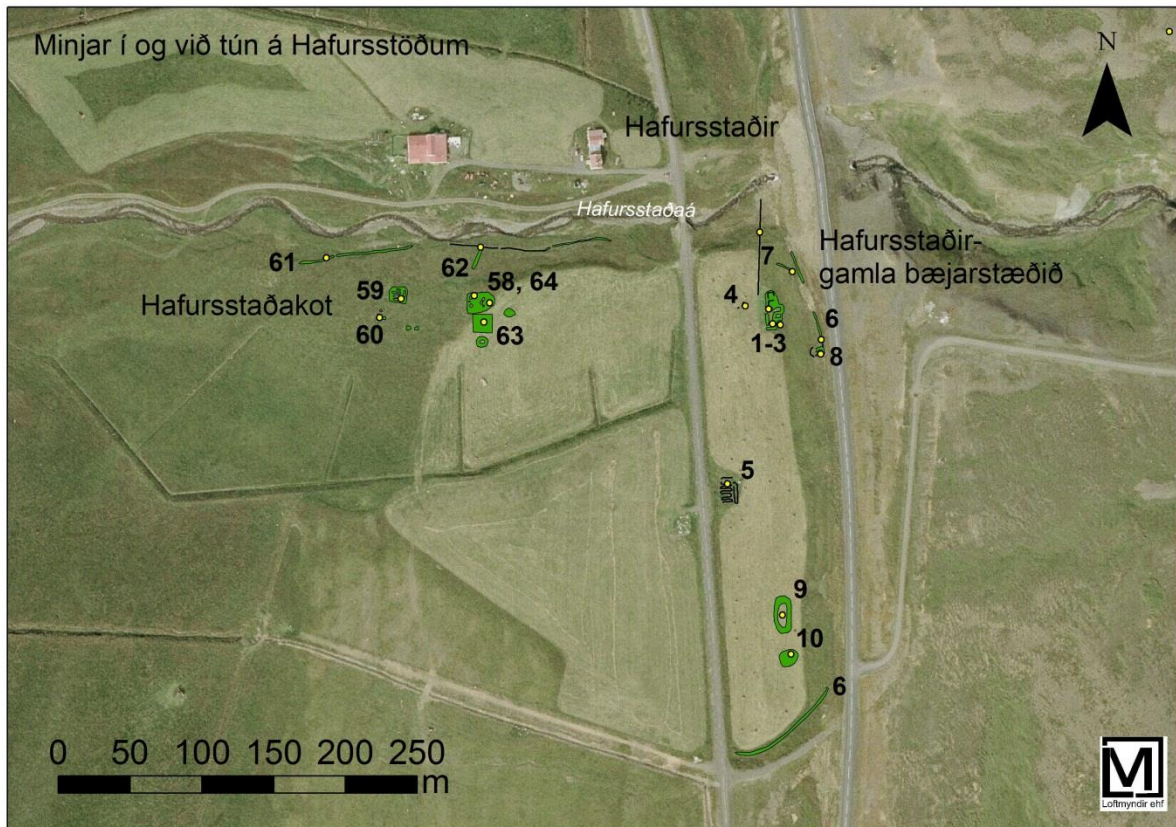 Minjar í og við tún á Hafursstöðum
N
Hafursstaðir
Hafursstaðaá
Hafursstaðir-
gamla bæjarstæðið
61
62
7
59
58, 64
4
Hafursstaðakot
60
63
1-3
6
8
5
9
10
6
0 50 100 150 200 250
m
M
Loftmyndir ehf